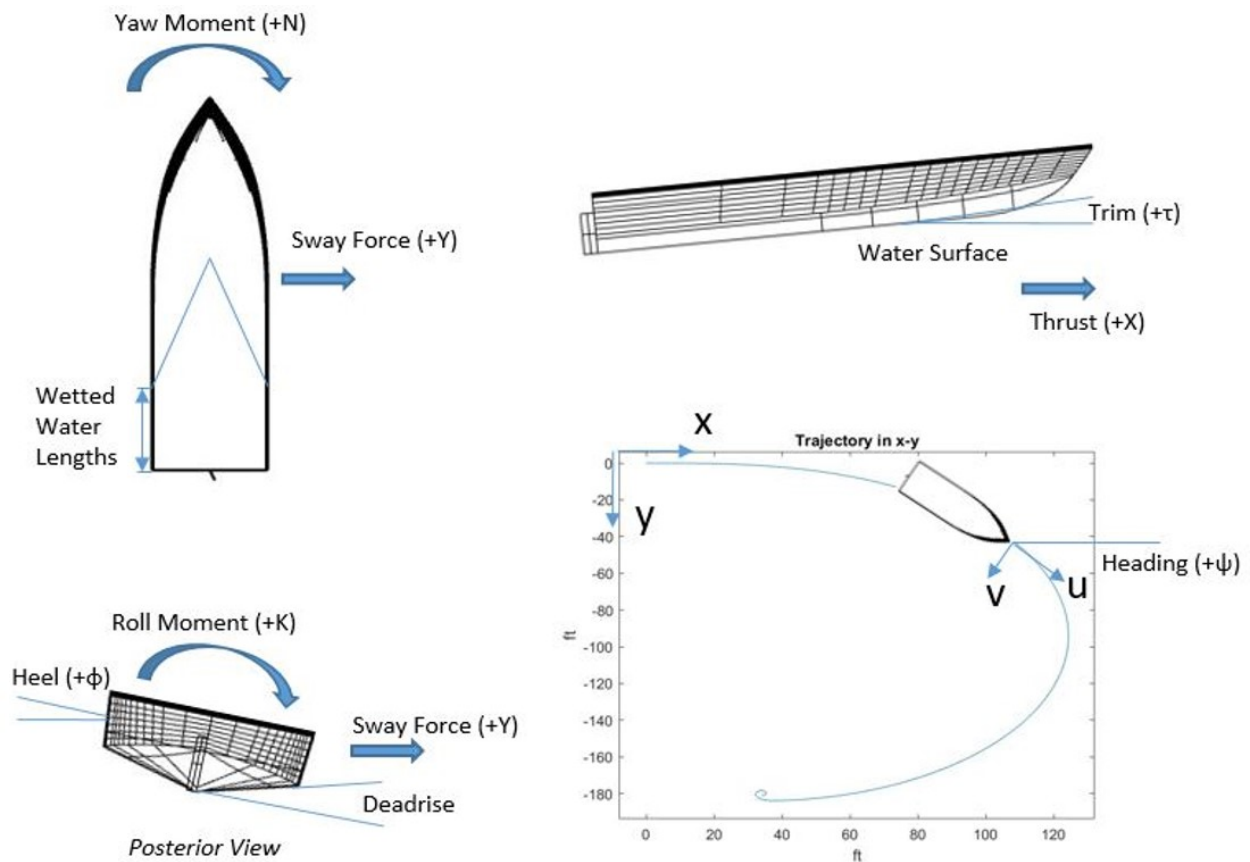 Yaw Moment (+N)
Sway Force (+Y)
Wetted
Water
Lengths
Trim (+τ)
Water Surface
Thrust (+X)
Roll Moment (+K)
Heel (+ϕ)
Sway Force (+Y)
Deadrise
Posterior View
x
Trajectory in x-y
y
Heading (+ψ)
v
u
0
-20
-40
-60
-80
-100
-120
-140
-160
-180
ft
0
20
40
60
80
100
120
ft